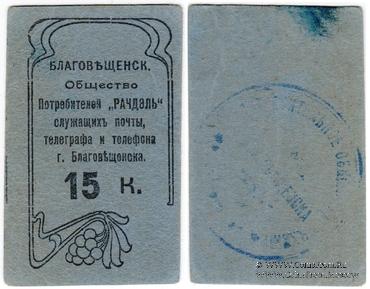 БЛАГОВѢЩЕНСК.
Общество
Потребителей „РАЧДЭЛЬ"
служащихъ почты,
телеграфа и телефона
г. Благовѣщенска.
15 К.